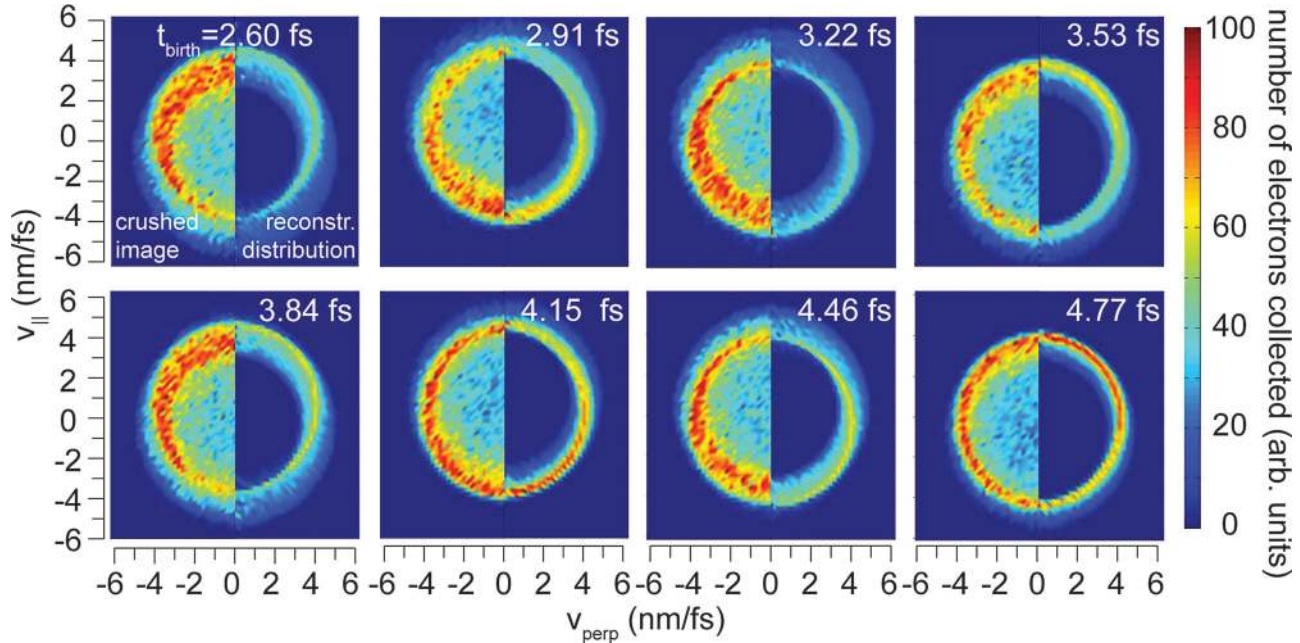 t_birth =2.60 fs
2.91 fs
3.22 fs
3.53 fs
crushed image
reconstr. distribution
3.84 fs
4.15 fs
4.46 fs
4.77 fs
6
4
2
0
-2
-4
-6
6
4
2
0
-2
-4
-6
v_|| (nm/fs)
-6 -4 -2 0 2 4 6
-6 -4 -2 0 2 4 6
-6 -4 -2 0 2 4 6
-6 -4 -2 0 2 4 6
v_perp (nm/fs)
100
80
60
40
20
0
number of electrons collected (arb. units)